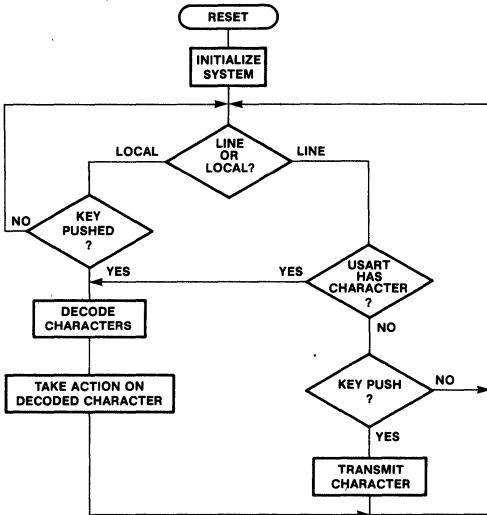 RESET
INITIALIZE
SYSTEM
LINE
OR
LOCAL?
LOCAL
LINE
NO
KEY
PUSHED
?
YES
YES
USART
HAS
CHARACTER
?
NO
DECODE
CHARACTERS
TAKE ACTION ON
DECODED CHARACTER
KEY PUSH
?
NO
YES
TRANSMIT
CHARACTER